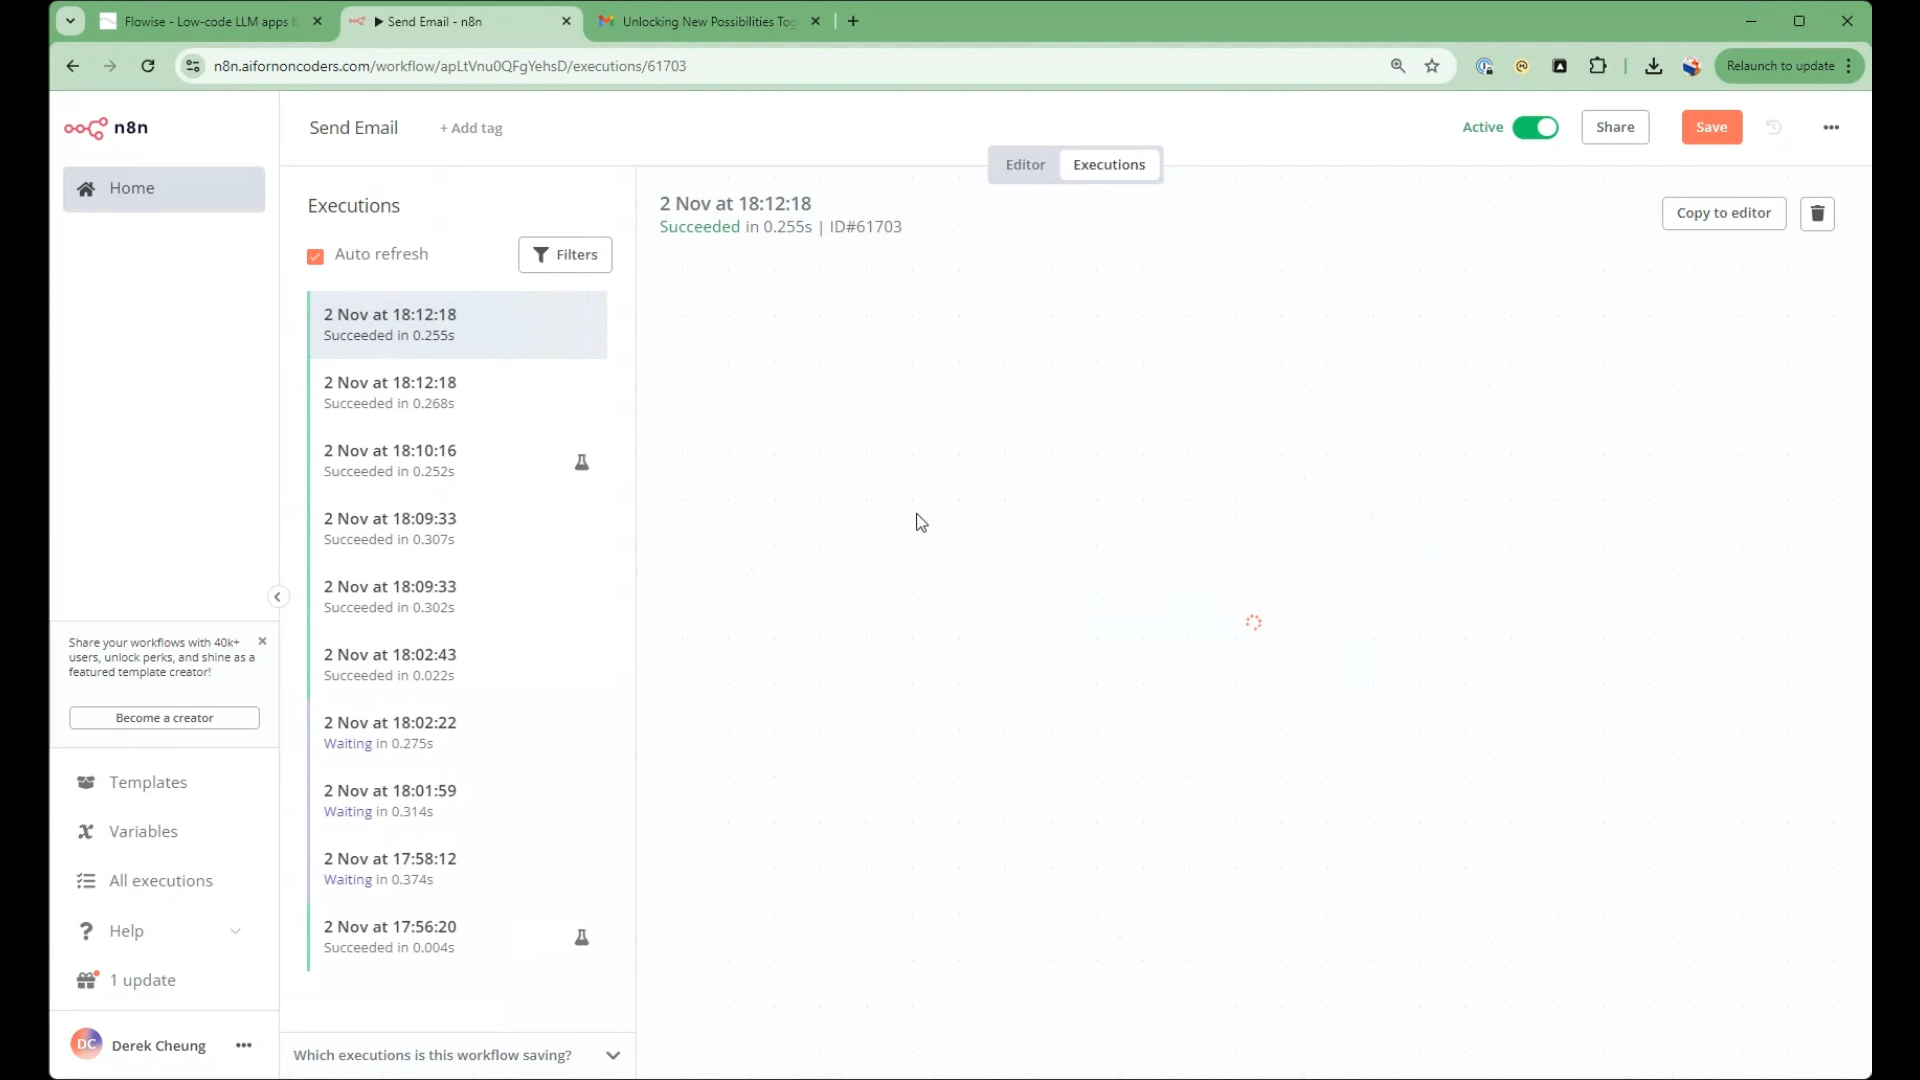 Flowise - Low-code LLM apps b
Send Email - n8n
Unlocking New Possibilities Tog
n8n.aifornoncoders.com/workflow/apLtVnu0QFgYehsD/executions/61703
Relaunch to update
n8n
Send Email
+ Add tag
Active
Share
Save
Home
Editor
Executions
Executions
2 Nov at 18:12:18
Succeeded in 0.255s | ID#61703
Copy to editor
Auto refresh
Filters
2 Nov at 18:12:18
Succeeded in 0.255s
2 Nov at 18:12:18
Succeeded in 0.268s
2 Nov at 18:10:16
Succeeded in 0.252s
2 Nov at 18:09:33
Succeeded in 0.307s
2 Nov at 18:09:33
Succeeded in 0.302s
2 Nov at 18:02:43
Succeeded in 0.022s
2 Nov at 18:02:22
Waiting in 0.275s
2 Nov at 18:01:59
Waiting in 0.314s
2 Nov at 17:58:12
Waiting in 0.374s
2 Nov at 17:56:20
Succeeded in 0.004s
Which executions is this workflow saving?
Share your workflows with 40k+
users, unlock perks, and shine as a
featured template creator!
Become a creator
Templates
Variables
All executions
Help
1 update
DC
Derek Cheung